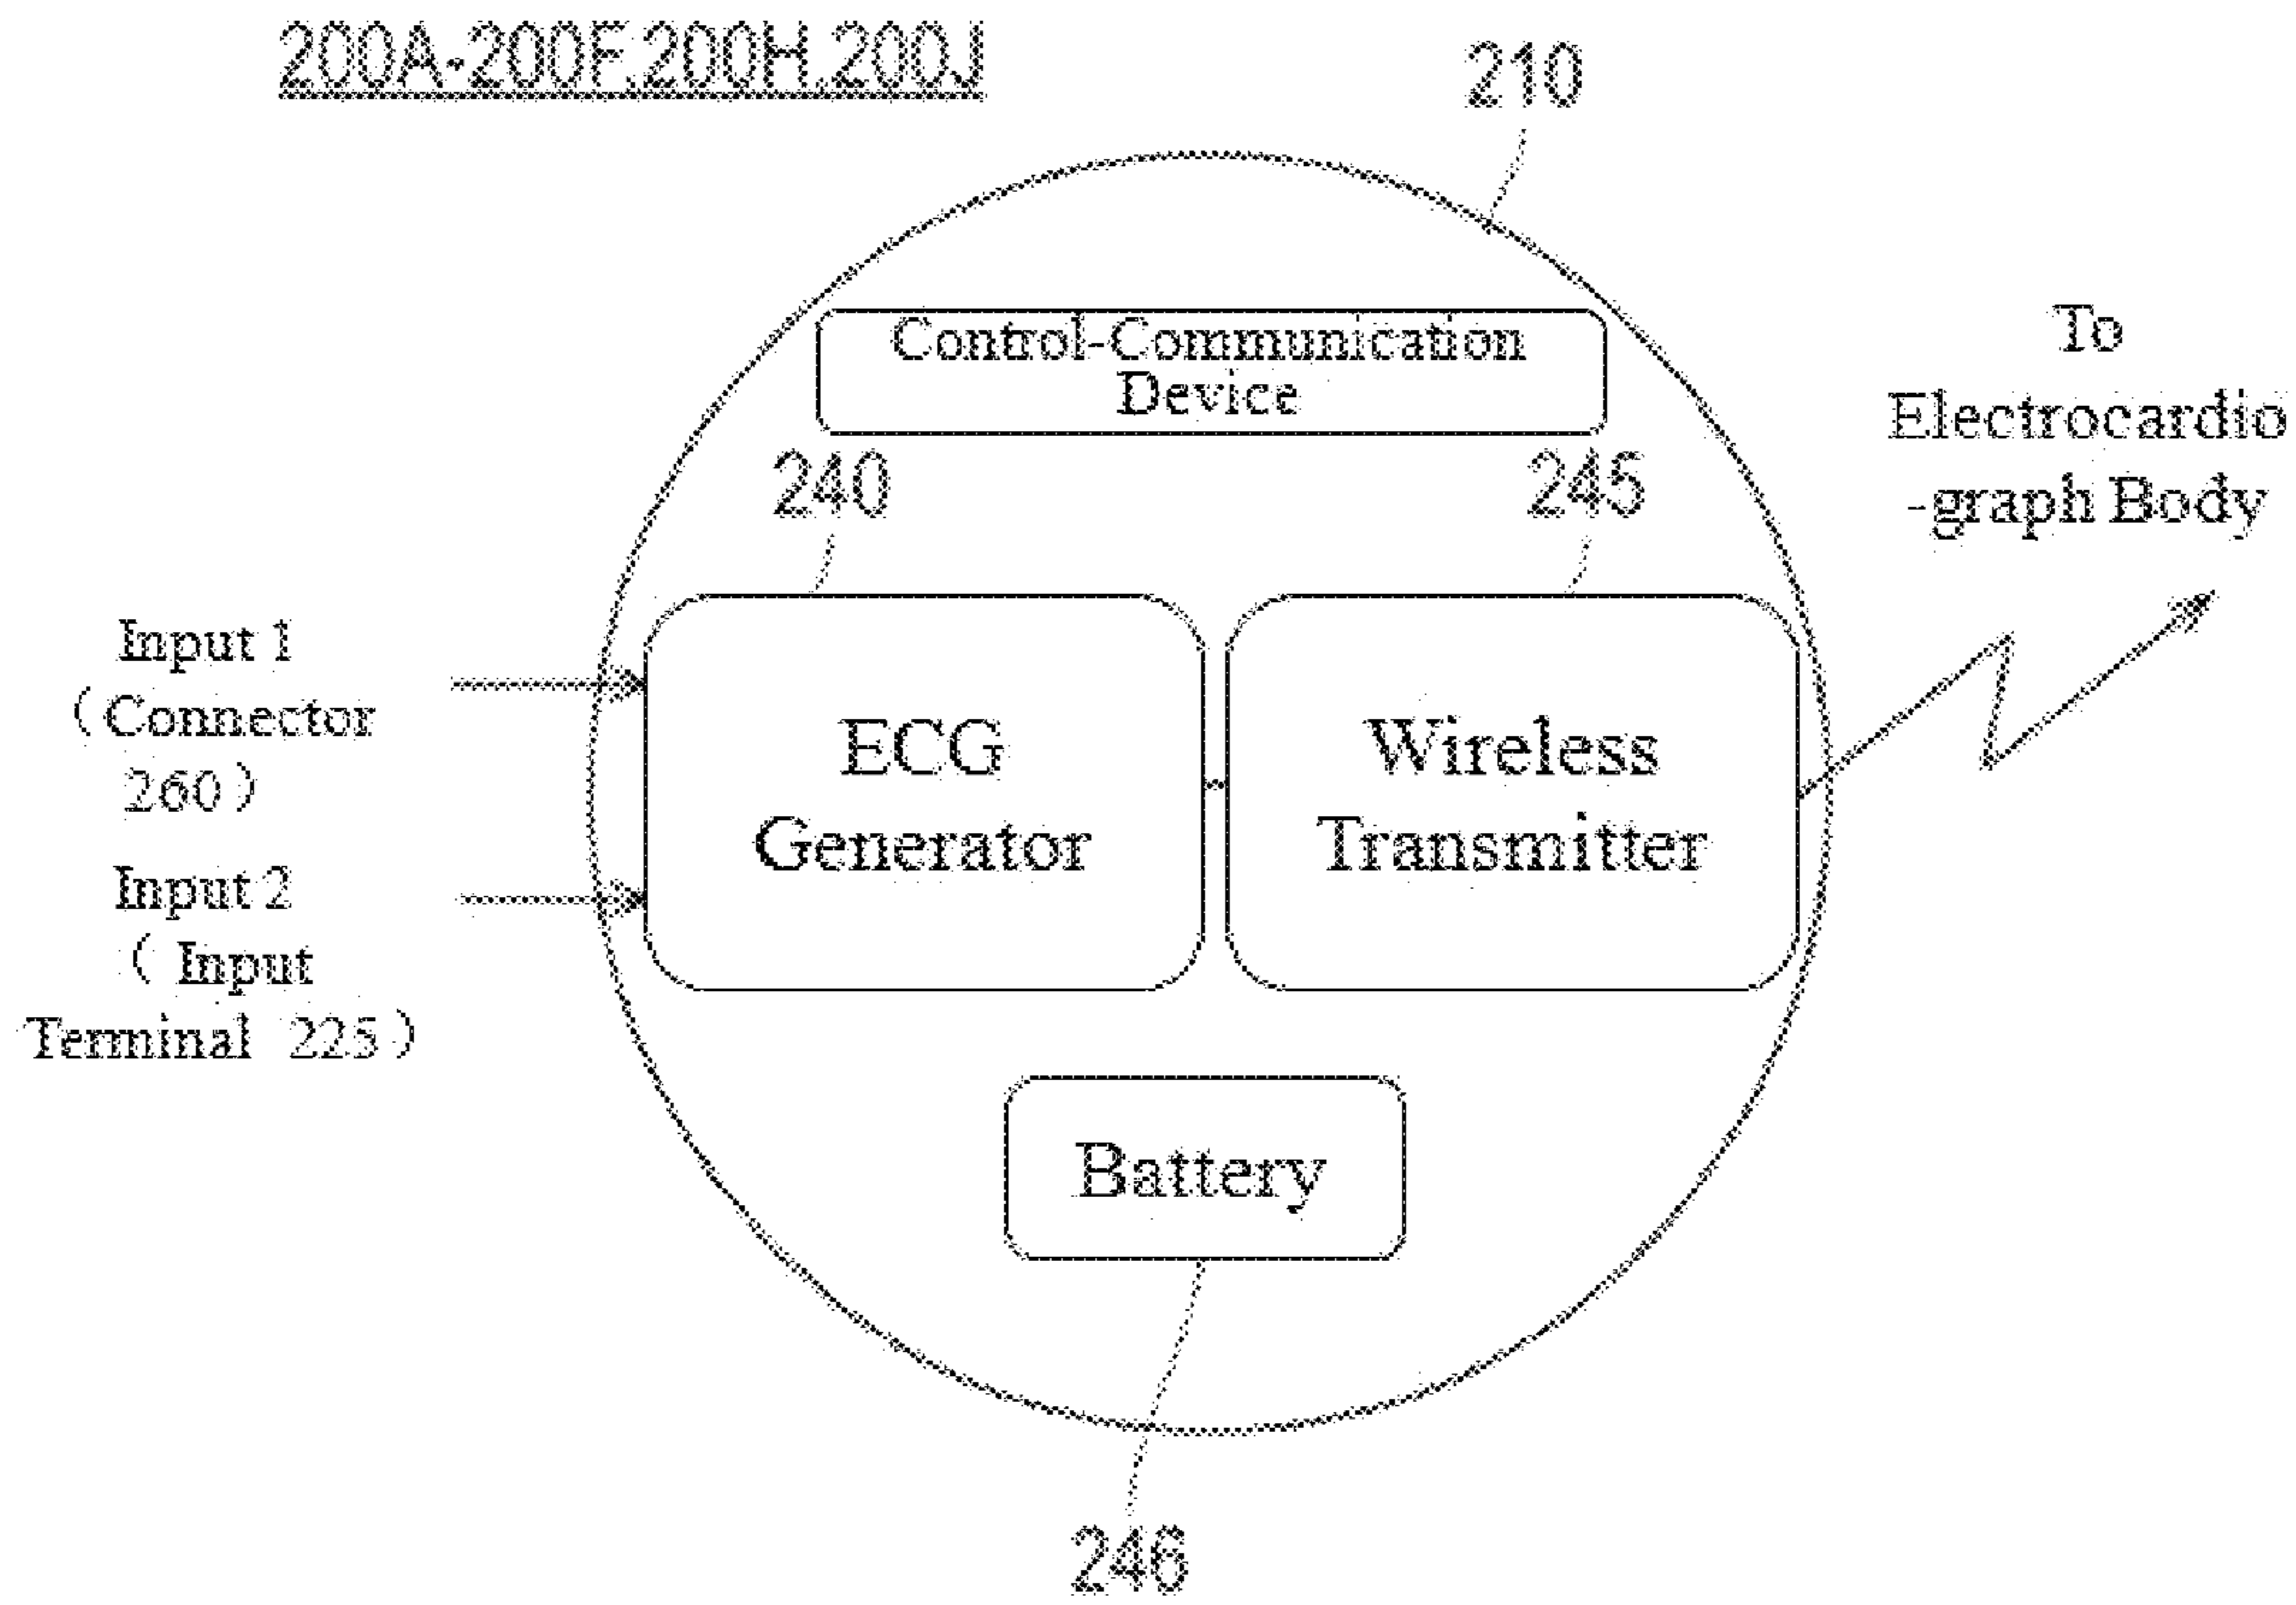 200A-200F,200H,200J
210
Control-Communication
Device
To
Electrocardio
-graph Body
240
245
Input 1
(Connector
260)
ECG
Generator
Wireless
Transmitter
Input 2
( Input
Terminal 225)
Battery
246